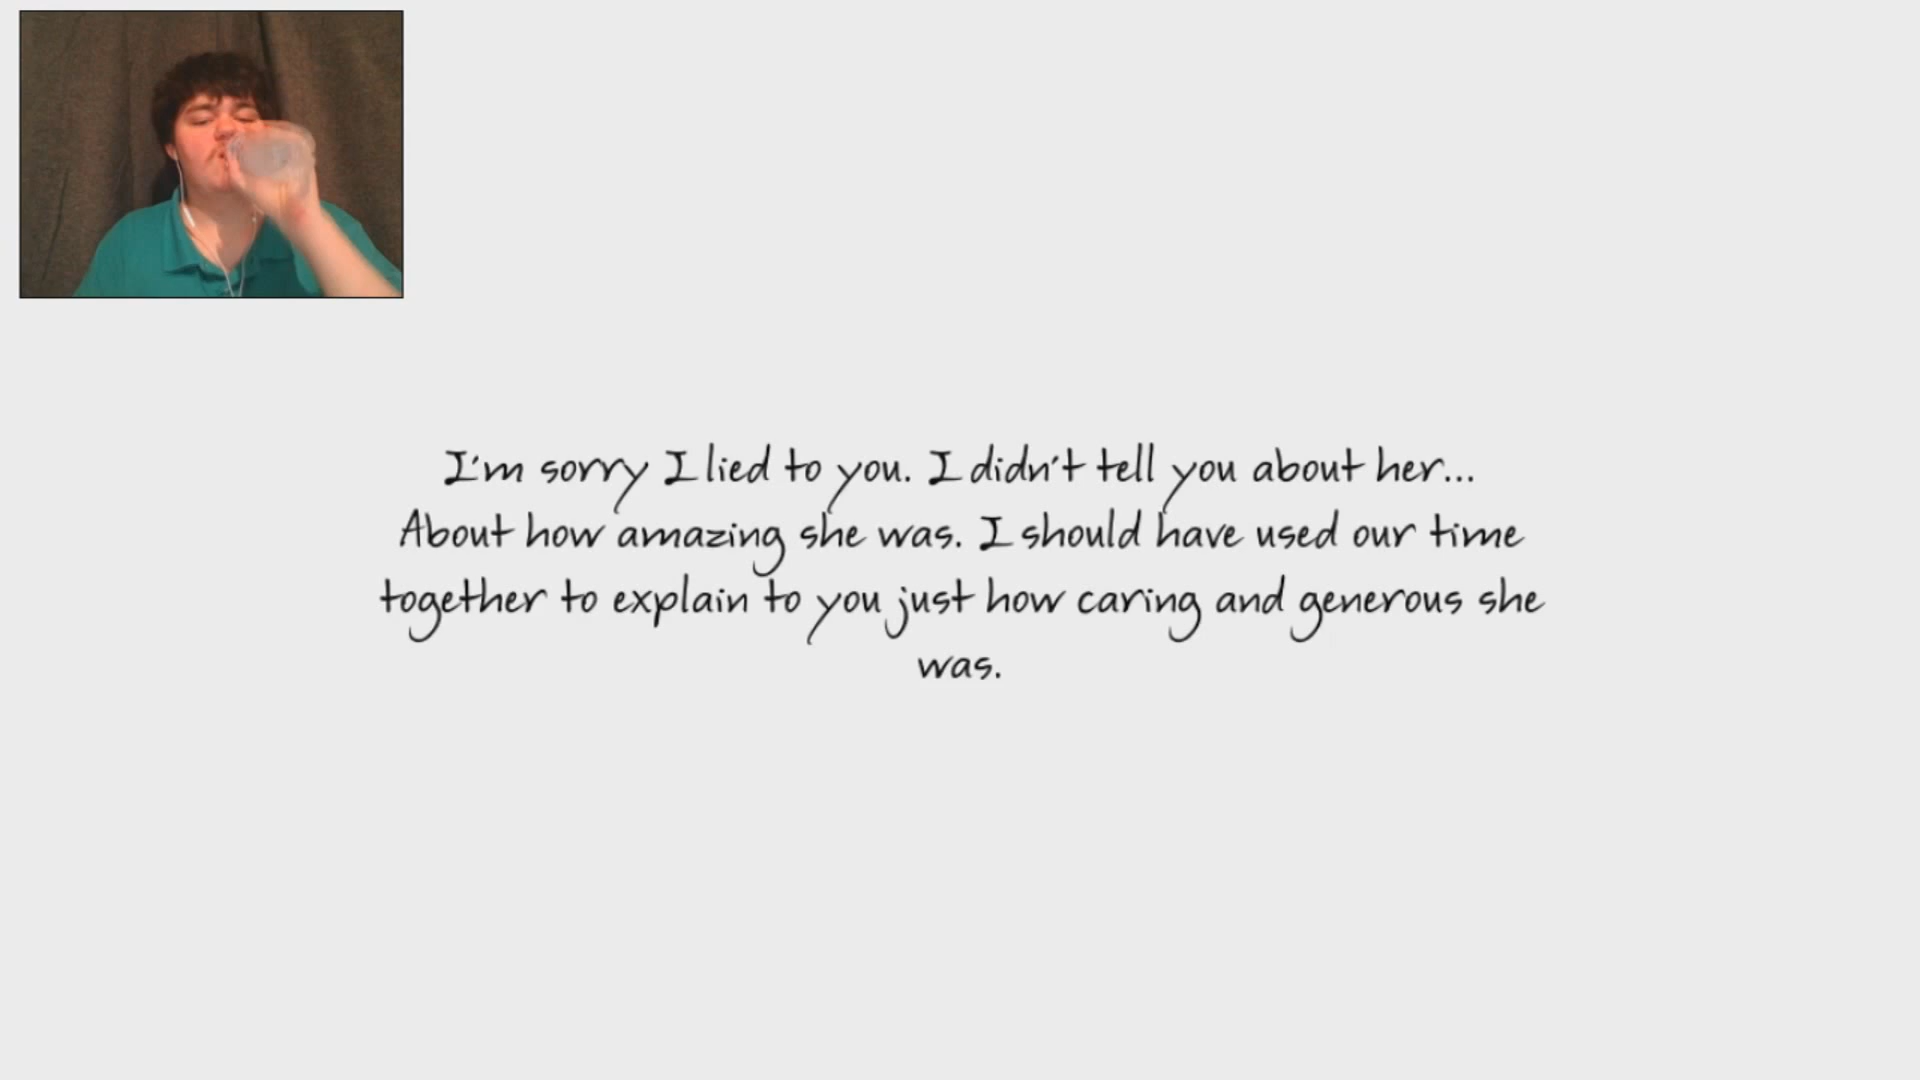 I'm sorry I lied to you. I didn't tell you about her...
About how amazing she was. I should have used our time
together to explain to you just how caring and generous she
was.